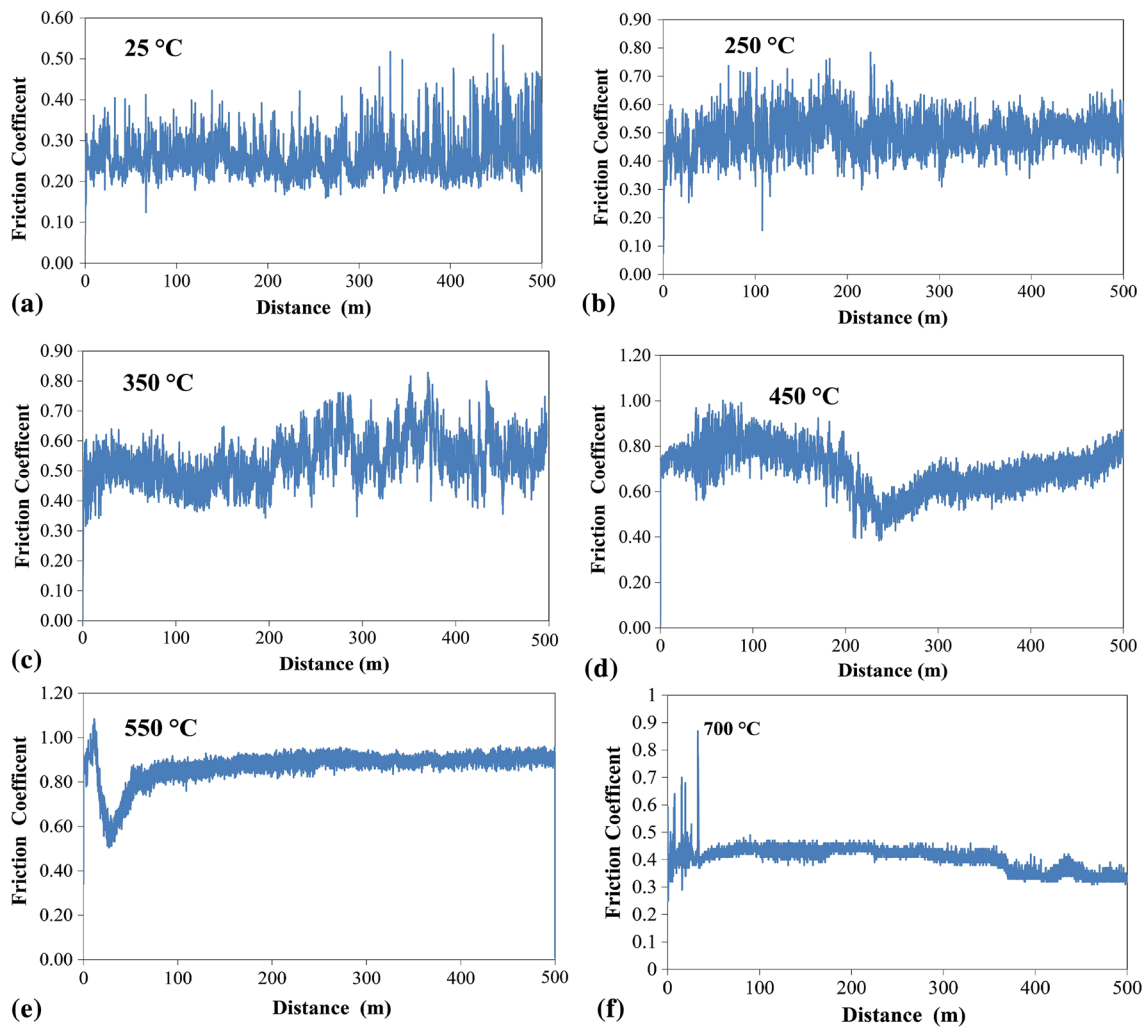 0.60
0.50
0.40
0.30
0.20
0.10
0.00
Friction Coefficent
25 °C
0 100 200 300 400 500
Distance (m)
(a)
0.90
0.80
0.70
0.60
0.50
0.40
0.30
0.20
0.10
0.00
Friction Coefficent
250 °C
0 100 200 300 400 500
Distance (m)
(b)
0.90
0.80
0.70
0.60
0.50
0.40
0.30
0.20
0.10
0.00
Friction Coefficent
350 °C
0 100 200 300 400 500
Distance (m)
(c)
1.20
1.00
0.80
0.60
0.40
0.20
0.00
Friction Coefficent
450 °C
0 100 200 300 400 500
Distance (m)
(d)
1.20
1.00
0.80
0.60
0.40
0.20
0.00
Friction Coefficent
550 °C
0 100 200 300 400 500
Distance (m)
(e)
1
0.9
0.8
0.7
0.6
0.5
0.4
0.3
0.2
0.1
0
Friction Coefficent
700 °C
0 100 200 300 400 500
Distance (m)
(f)